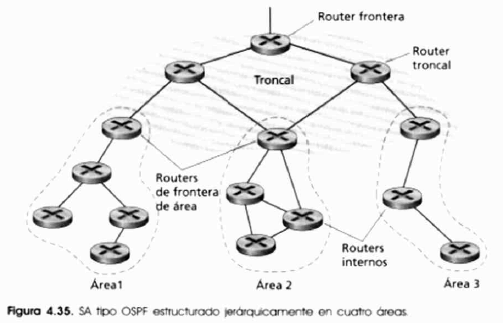 Router frontera
Router
troncal
Troncal
Routers
de frontera
de área
Routers
internos
Área1
Área 2
Área 3
Figura 4.35. SA tipo OSPF estructurado jerárquicamente en cuatro áreas.